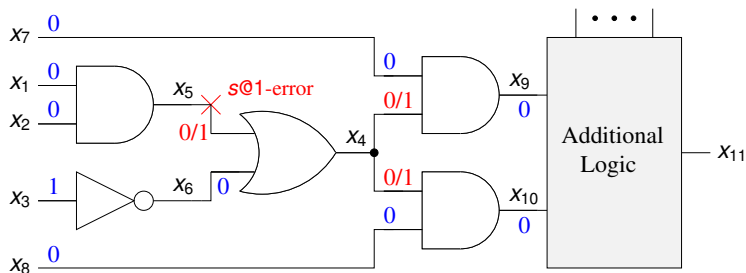 x7 0
• • •
x1 0
0
x9
x5 s@1-error
0
0/1
0
x2
0/1
x4
Additional
Logic
x11
1
x3
x6
0
0/1
x10
0
0
0
x8